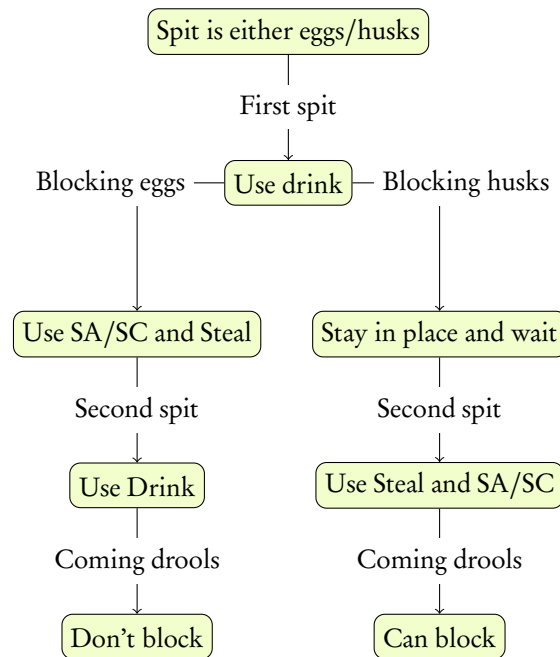 Spit is either eggs/husks
First spit
Blocking eggs
Use drink
Blocking husks
Use SA/SC and Steal
Stay in place and wait
Second spit
Second spit
Use Drink
Use Steal and SA/SC
Coming drools
Coming drools
Don't block
Can block